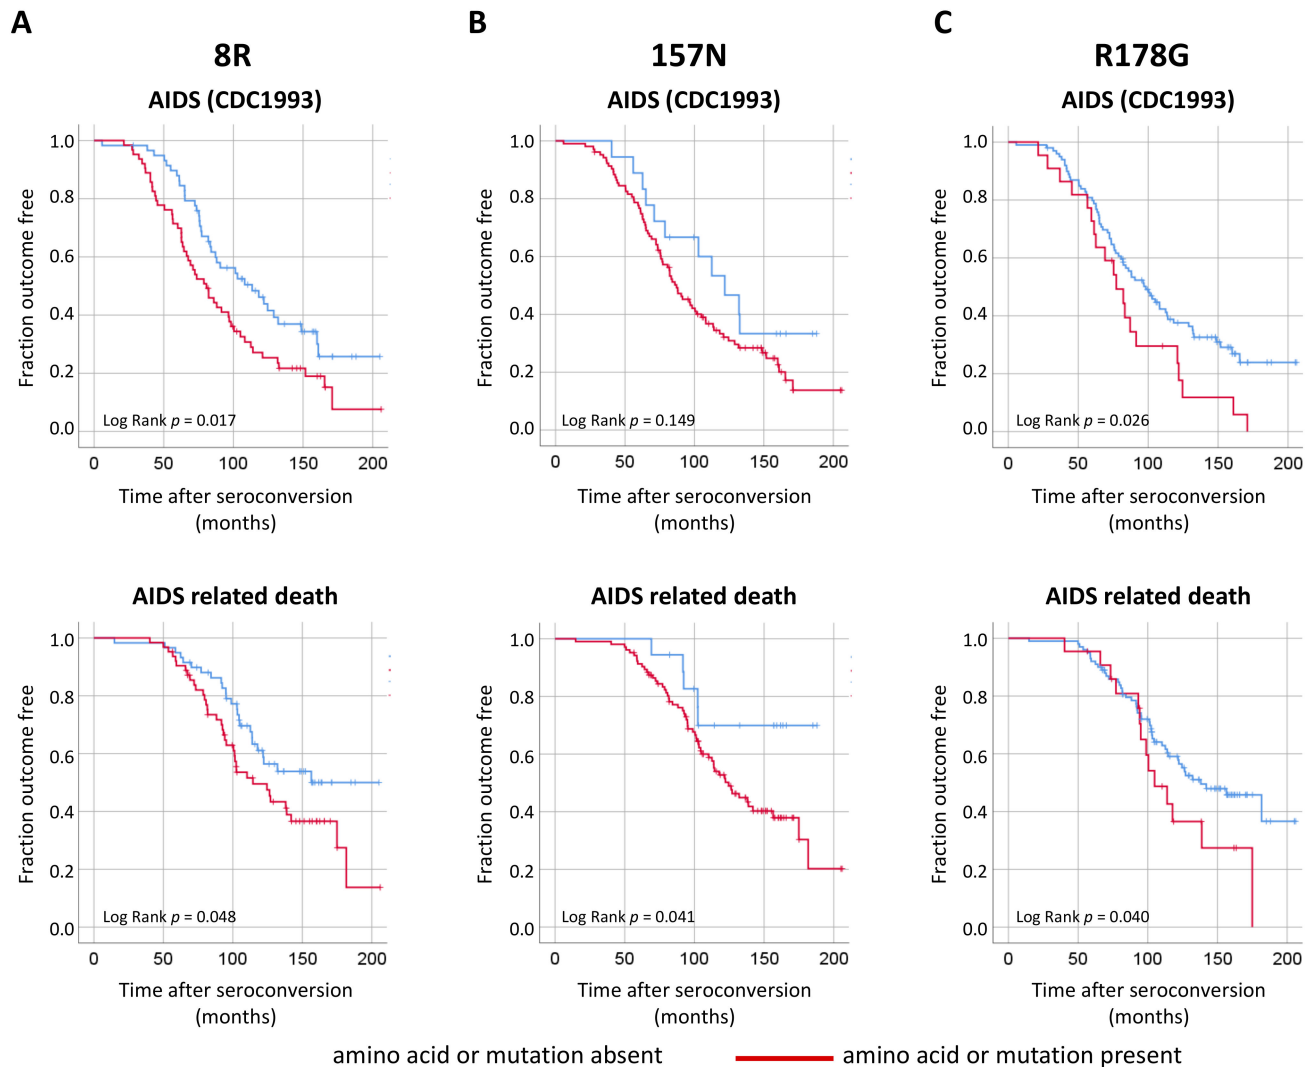 A
8R
AIDS (CDC1993)
Fraction outcome free
1.0
0.8
0.6
0.4
0.2
0.0
Log Rank p = 0.017
0 50 100 150 200
Time after seroconversion
(months)
B
157N
AIDS (CDC1993)
Fraction outcome free
1.0
0.8
0.6
0.4
0.2
0.0
Log Rank p = 0.149
0 50 100 150 200
Time after seroconversion
(months)
C
R178G
AIDS (CDC1993)
Fraction outcome free
1.0
0.8
0.6
0.4
0.2
0.0
Log Rank p = 0.026
0 50 100 150 200
Time after seroconversion
(months)
AIDS related death
Fraction outcome free
1.0
0.8
0.6
0.4
0.2
0.0
Log Rank p = 0.048
0 50 100 150 200
Time after seroconversion
(months)
AIDS related death
Fraction outcome free
1.0
0.8
0.6
0.4
0.2
0.0
Log Rank p = 0.041
0 50 100 150 200
Time after seroconversion
(months)
AIDS related death
Fraction outcome free
1.0
0.8
0.6
0.4
0.2
0.0
Log Rank p = 0.040
0 50 100 150 200
Time after seroconversion
(months)
amino acid or mutation absent
amino acid or mutation present